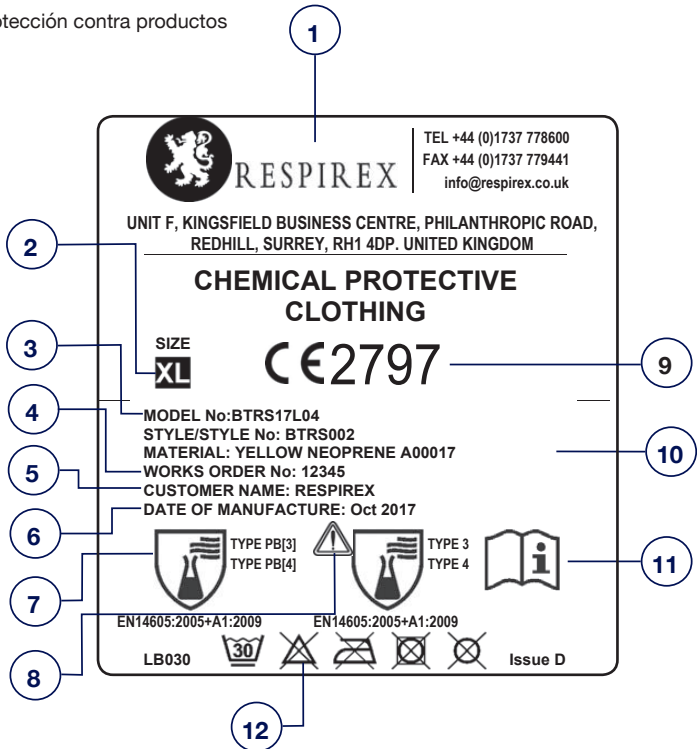 otección contra productos
1
RESPIREX
TEL +44 (0)1737 778600
FAX +44 (0)1737 779441
info@respirex.co.uk
UNIT F, KINGSFIELD BUSINESS CENTRE, PHILANTHROPIC ROAD,
REDHILL, SURREY, RH1 4DP. UNITED KINGDOM
2
CHEMICAL PROTECTIVE
CLOTHING
3
SIZE
XL
CE2797
9
4
MODEL No:BTRS17L04
STYLE/STYLE No: BTRS002
MATERIAL: YELLOW NEOPRENE A00017
10
5
WORKS ORDER No: 12345
CUSTOMER NAME: RESPIREX
6
DATE OF MANUFACTURE: Oct 2017
7
TYPE PB[3]
TYPE PB[4]
TYPE 3
TYPE 4
i
11
EN14605:2005+A1:2009
EN14605:2005+A1:2009
8
LB030
30
Issue D
12